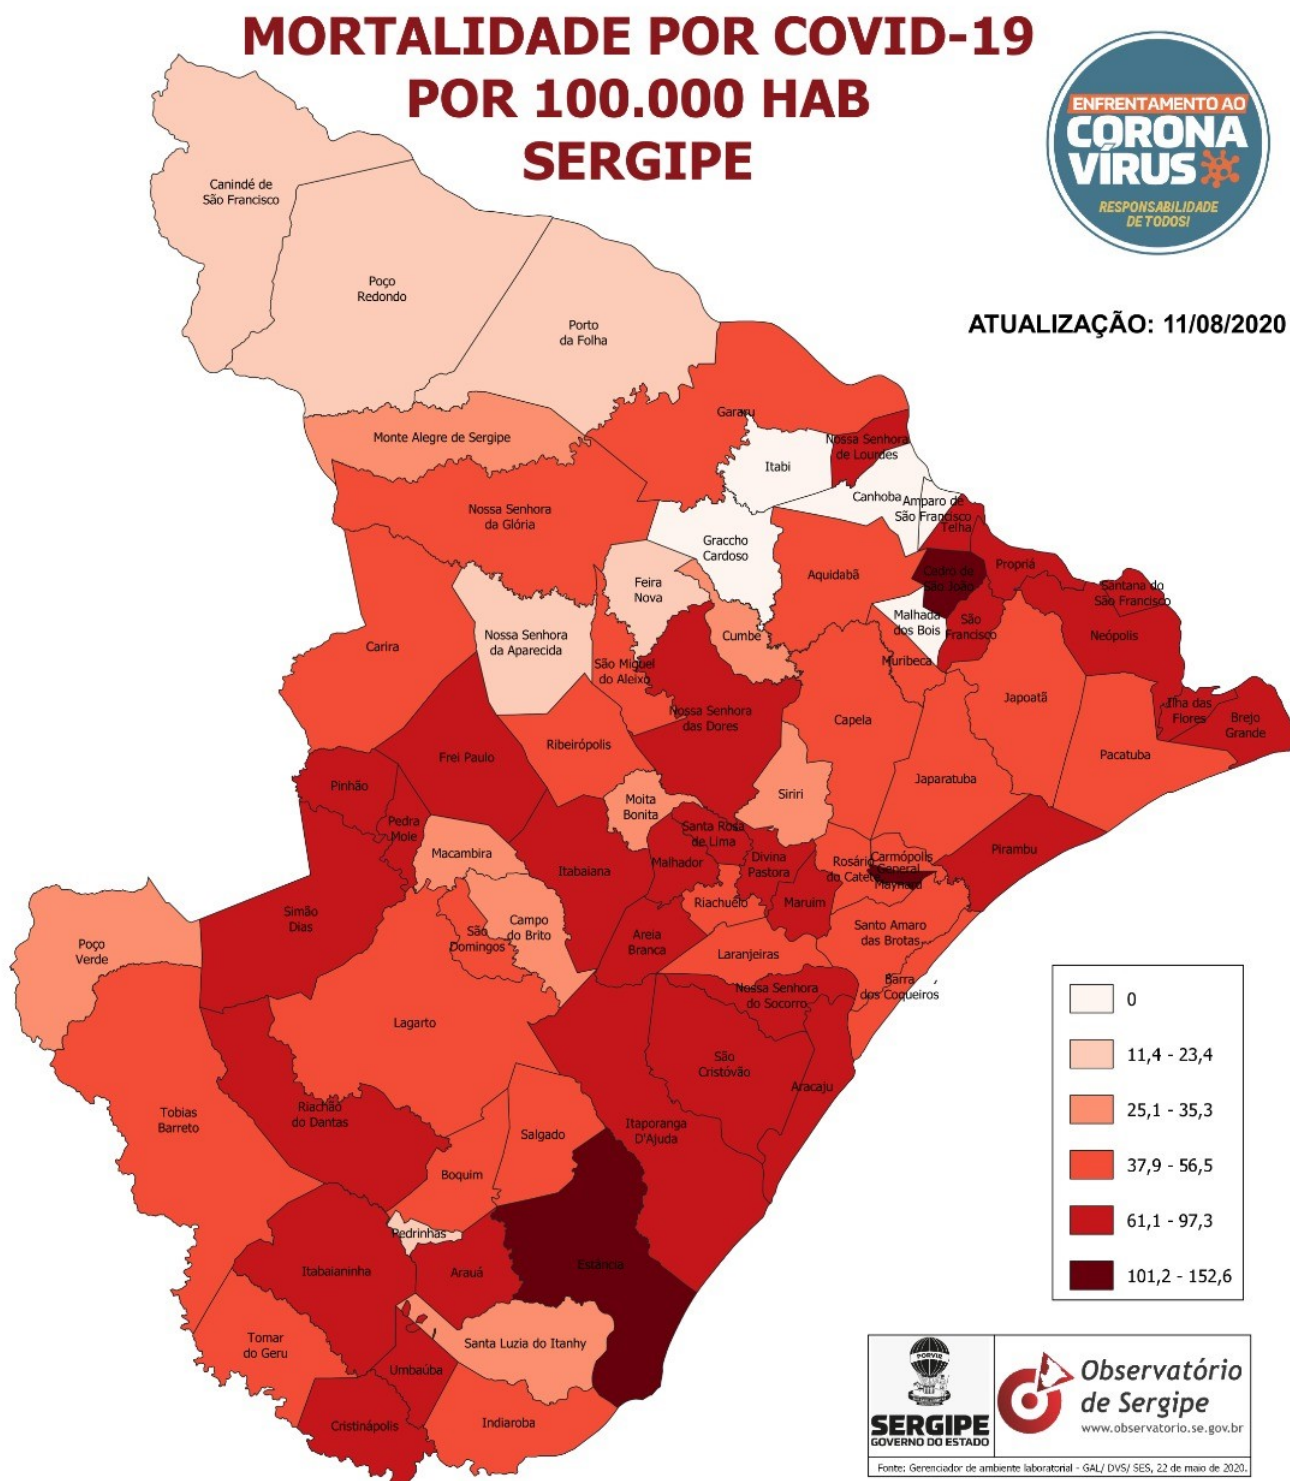 MORTALIDADE POR COVID-19
POR 100.000 HAB
SERGIPE
ENFRENTAMENTO AO
CORONA
VÍRUS
RESPONSABILIDADE
DE TODOS!
ATUALIZAÇÃO: 11/08/2020
Canindé de
São Francisco
Poço
Redondo
Porto
da Folha
Monte Alegre de Sergipe
Gararu
Nossa Senhora
de Lourdes
Itabi
Canhoba
Amparo de
São Francisco
Telha
Nossa Senhora
da Glória
Graccho
Cardoso
Aquidabã
Cedro de
São João
Propriá
Santana do
São Francisco
Feira
Nova
Malhada
dos Bois
São
Francisco
Neópolis
Nossa Senhora
da Aparecida
Cumbe
Carira
São Miguel
do Aleixo
Muribeca
Japoatã
Ilha das
Flores
Brejo
Grande
Nossa Senhora
das Dores
Capela
Pacatuba
Frei Paulo
Ribeirópolis
Japaratuba
Pinhão
Siriri
Moita
Bonita
Pedra
Mole
Santa Rosa
de Lima
Macambira
Itabaiana
Malhador
Divina
Pastora
Rosário
do Catete
Carmópolis
General
Maynard
Pirambu
Simão
Dias
Riachuelo
Maruim
Poço
Verde
São
Domingos
Campo
do Brito
Areia
Branca
Laranjeiras
Santo Amaro
das Brotas
Barra
dos Coqueiros
Nossa Senhora
do Socorro
Lagarto
São
Cristóvão
Aracaju
Tobias
Barreto
Riachão
do Dantas
Salgado
Itaporanga
D'Ajuda
Boquim
Pedrinhas
Itabaianinha
Arauá
Estância
Tomar
do Geru
Santa Luzia do Itanhy
Umbaúba
Cristinápolis
Indiaroba
0
11,4 - 23,4
25,1 - 35,3
37,9 - 56,5
61,1 - 97,3
101,2 - 152,6
SERGIPE
GOVERNO DO ESTADO
Observatório
de Sergipe
www.observatorio.se.gov.br
Fonte: Gerenciador de ambiente laboratorial - GAL/ DVS/ SES, 22 de maio de 2020.